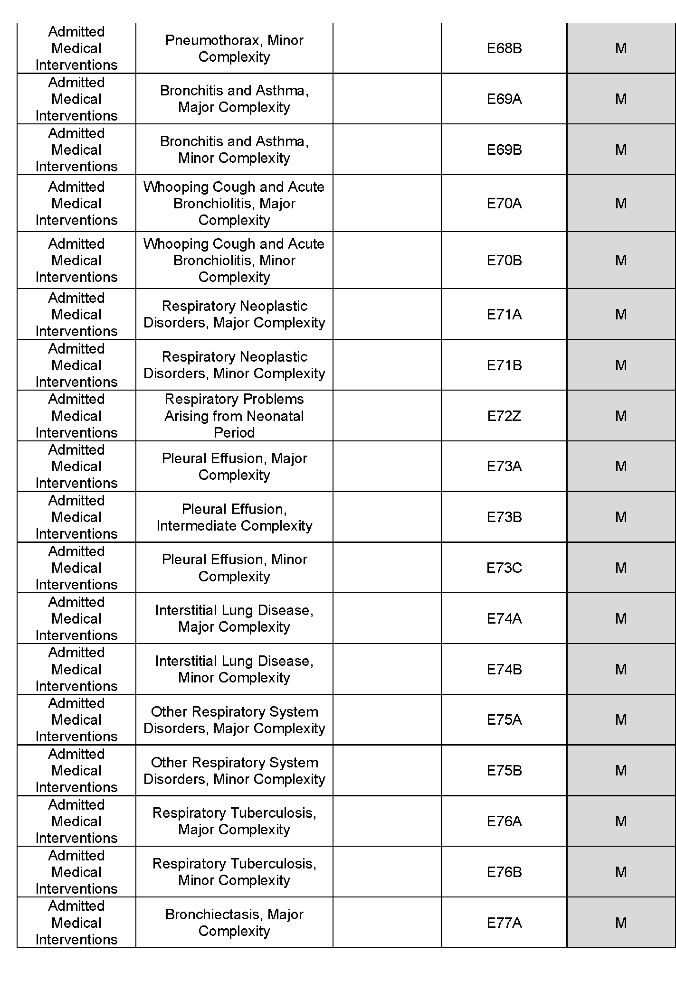 Admitted
Medical
Interventions
Pneumothorax, Minor
Complexity
E68B
M
Admitted
Medical
Interventions
Bronchitis and Asthma,
Major Complexity
E69A
M
Admitted
Medical
Interventions
Bronchitis and Asthma,
Minor Complexity
E69B
M
Admitted
Medical
Interventions
Whooping Cough and Acute
Bronchiolitis, Major
Complexity
E70A
M
Admitted
Medical
Interventions
Whooping Cough and Acute
Bronchiolitis, Minor
Complexity
E70B
M
Admitted
Medical
Interventions
Respiratory Neoplastic
Disorders, Major Complexity
E71A
M
Admitted
Medical
Interventions
Respiratory Neoplastic
Disorders, Minor Complexity
E71B
M
Admitted
Medical
Interventions
Respiratory Problems
Arising from Neonatal
Period
E72Z
M
Admitted
Medical
Interventions
Pleural Effusion, Major
Complexity
E73A
M
Admitted
Medical
Interventions
Pleural Effusion,
Intermediate Complexity
E73B
M
Admitted
Medical
Interventions
Pleural Effusion, Minor
Complexity
E73C
M
Admitted
Medical
Interventions
Interstitial Lung Disease,
Major Complexity
E74A
M
Admitted
Medical
Interventions
Interstitial Lung Disease,
Minor Complexity
E74B
M
Admitted
Medical
Interventions
Other Respiratory System
Disorders, Major Complexity
E75A
M
Admitted
Medical
Interventions
Other Respiratory System
Disorders, Minor Complexity
E75B
M
Admitted
Medical
Interventions
Respiratory Tuberculosis,
Major Complexity
E76A
M
Admitted
Medical
Interventions
Respiratory Tuberculosis,
Minor Complexity
E76B
M
Admitted
Medical
Interventions
Bronchiectasis, Major
Complexity
E77A
M